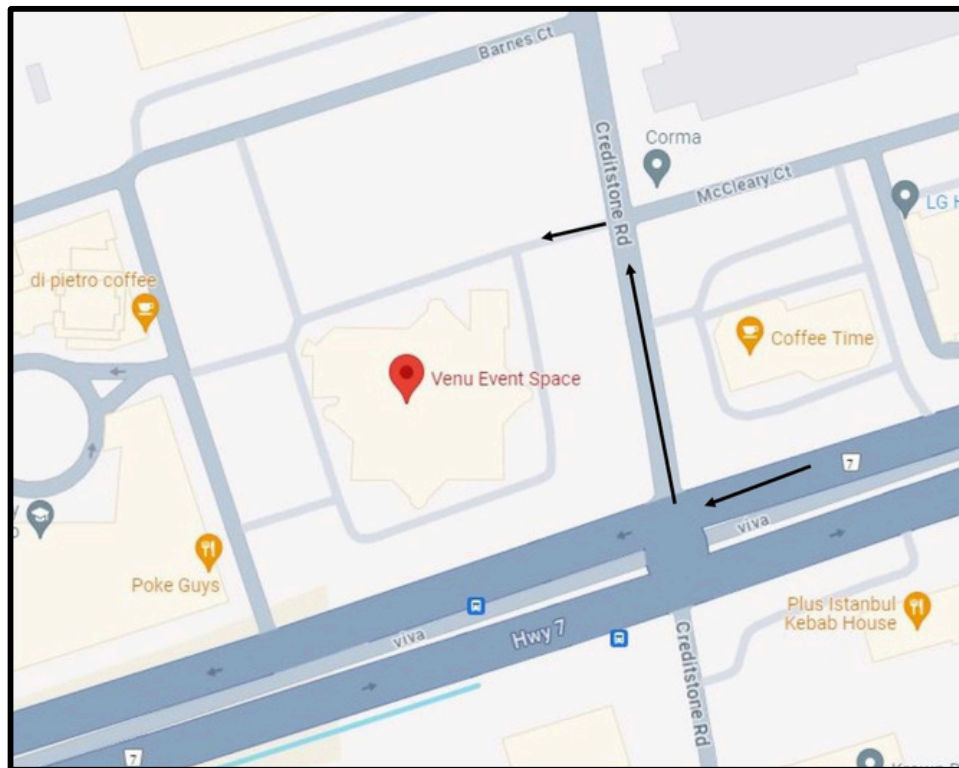 Barnes Ct
Creditstone Rd
Corma
McCleary Ct
LG H
di pietro coffee
Coffee Time
Venu Event Space
7
viva
Poke Guys
Plus Istanbul
Kebab House
viva
Hwy 7
Creditstone Rd
7